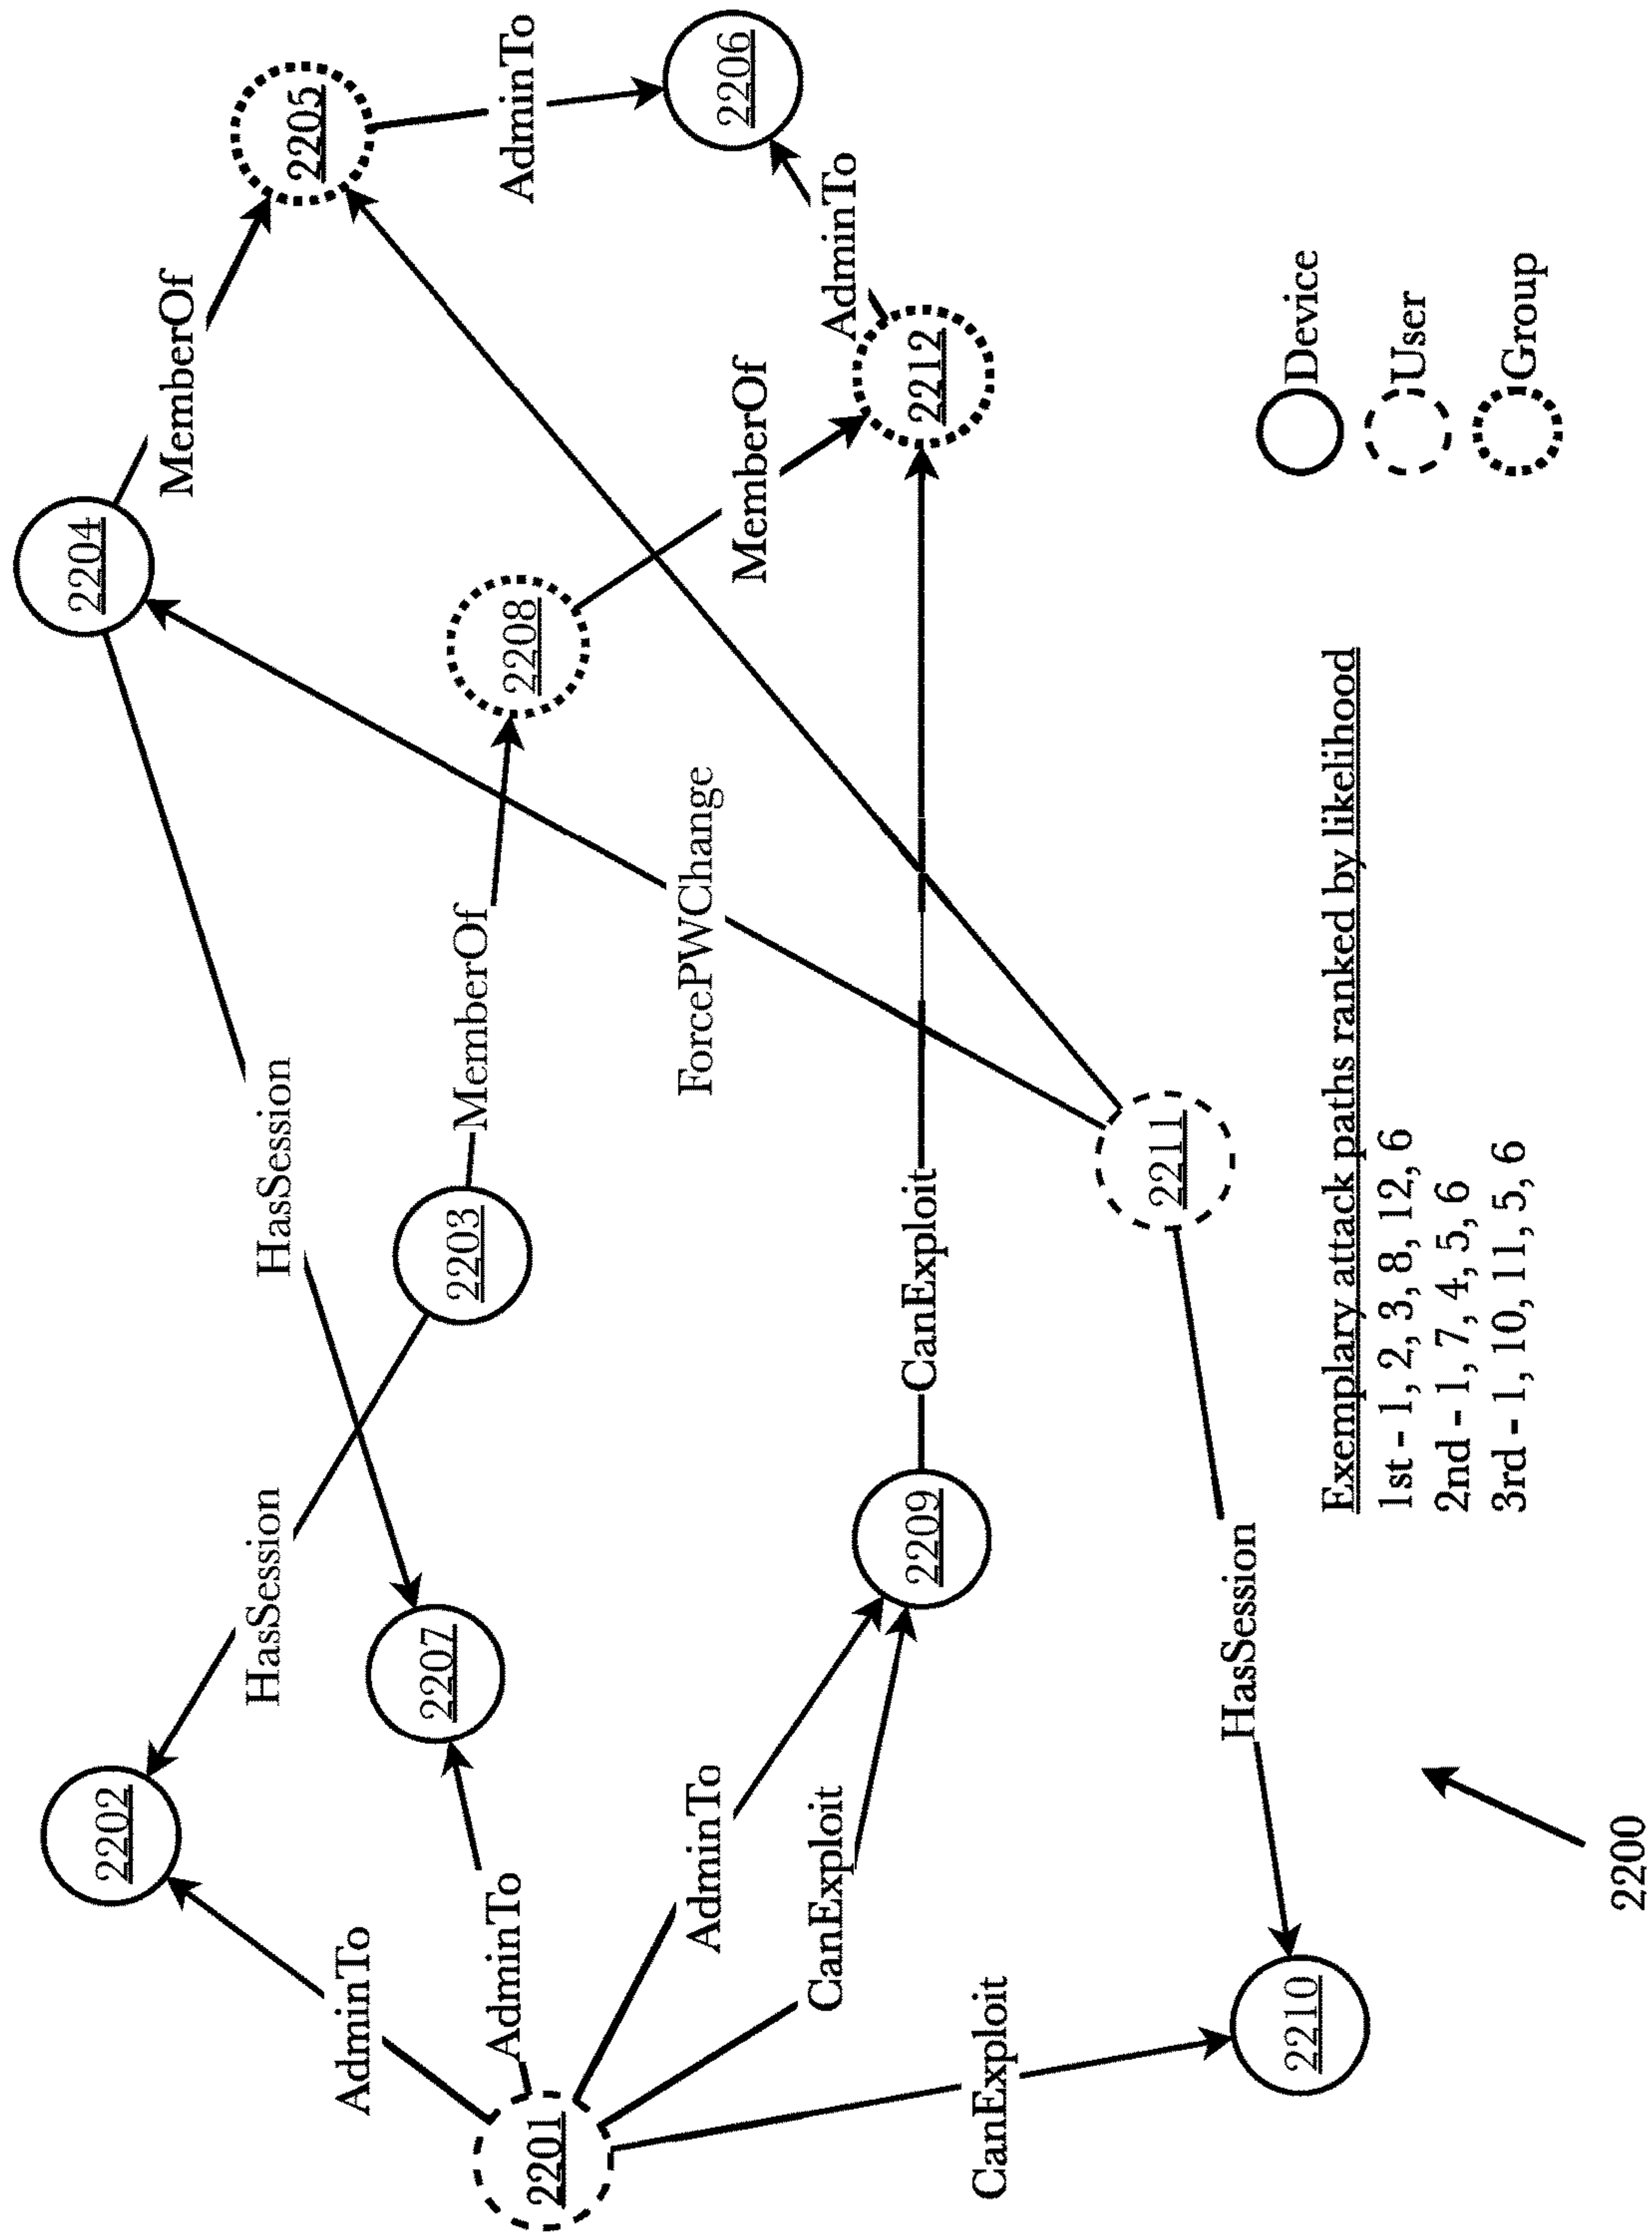 2202
2204
HasSession
HasSession
MemberOf
2205
AdminTo
2207
2203
MemberOf
2208
AdminTo
AdminTo
2201
AdminTo
ForcePWChange
MemberOf
2206
AdminTo
CanExploit
2209
CanExploit
2212
CanExploit
2211
HasSession
2210
Device
User
Group
Exemplary attack paths ranked by likelihood
1st - 1, 2, 3, 8, 12, 6
2nd - 1, 7, 4, 5, 6
3rd - 1, 10, 11, 5, 6
2200